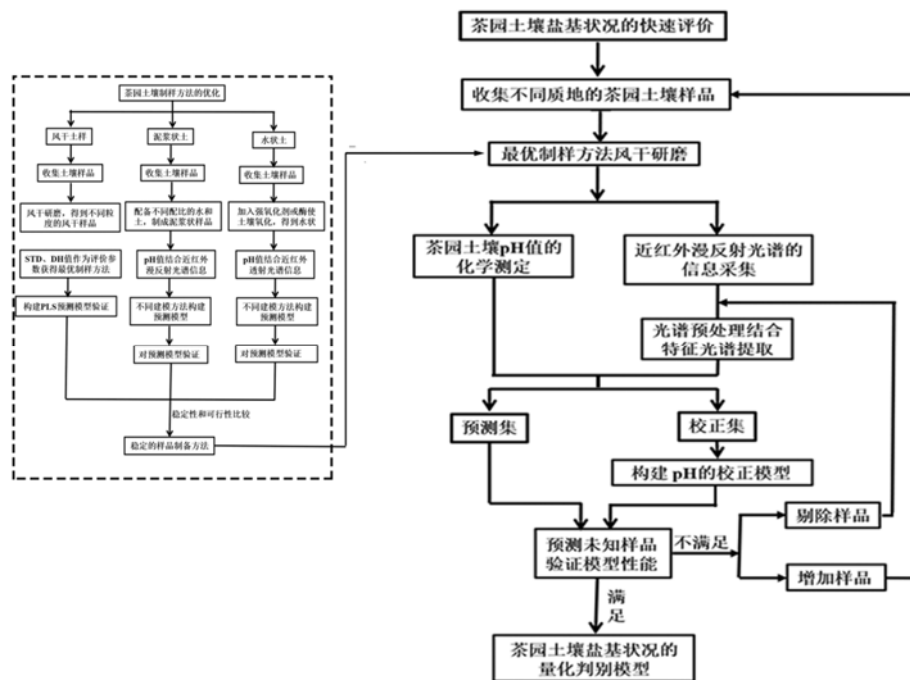 茶园土壤盐基状况的快速评价
收集不同质地的茶园土壤样品
最优制样方法风干研磨
茶园土壤pH值的
化学测定
近红外漫反射光谱的
信息采集
光谱预处理结合
特征光谱提取
预测集
校正集
构建 pH的校正模型
预测未知样品
验证模型性能
不满足
剔除样品
增加样品
满
足
茶园土壤盐基状况的
量化判别模型
茶园土壤制样方法的优化
风干土样
泥浆状土
水状土
收集土壤样品
收集土壤样品
收集土壤样品
风干研磨，得到不同粒
度的风干样品
配备不同配比的水和
土，制成泥浆状样品
加入强氧化剂或酶使
土壤氧化，得到水状
STD、DH值作为评价参
数获得最优制样方法
pH值结合近红外
漫反射光谱信息
pH值结合近红外
透射光谱信息
构建PLS预测模型验证
不同建模方法构建
预测模型
不同建模方法构建
预测模型
对预测模型验证
对预测模型验证
稳定性和可行性比较
稳定的样品制备方法